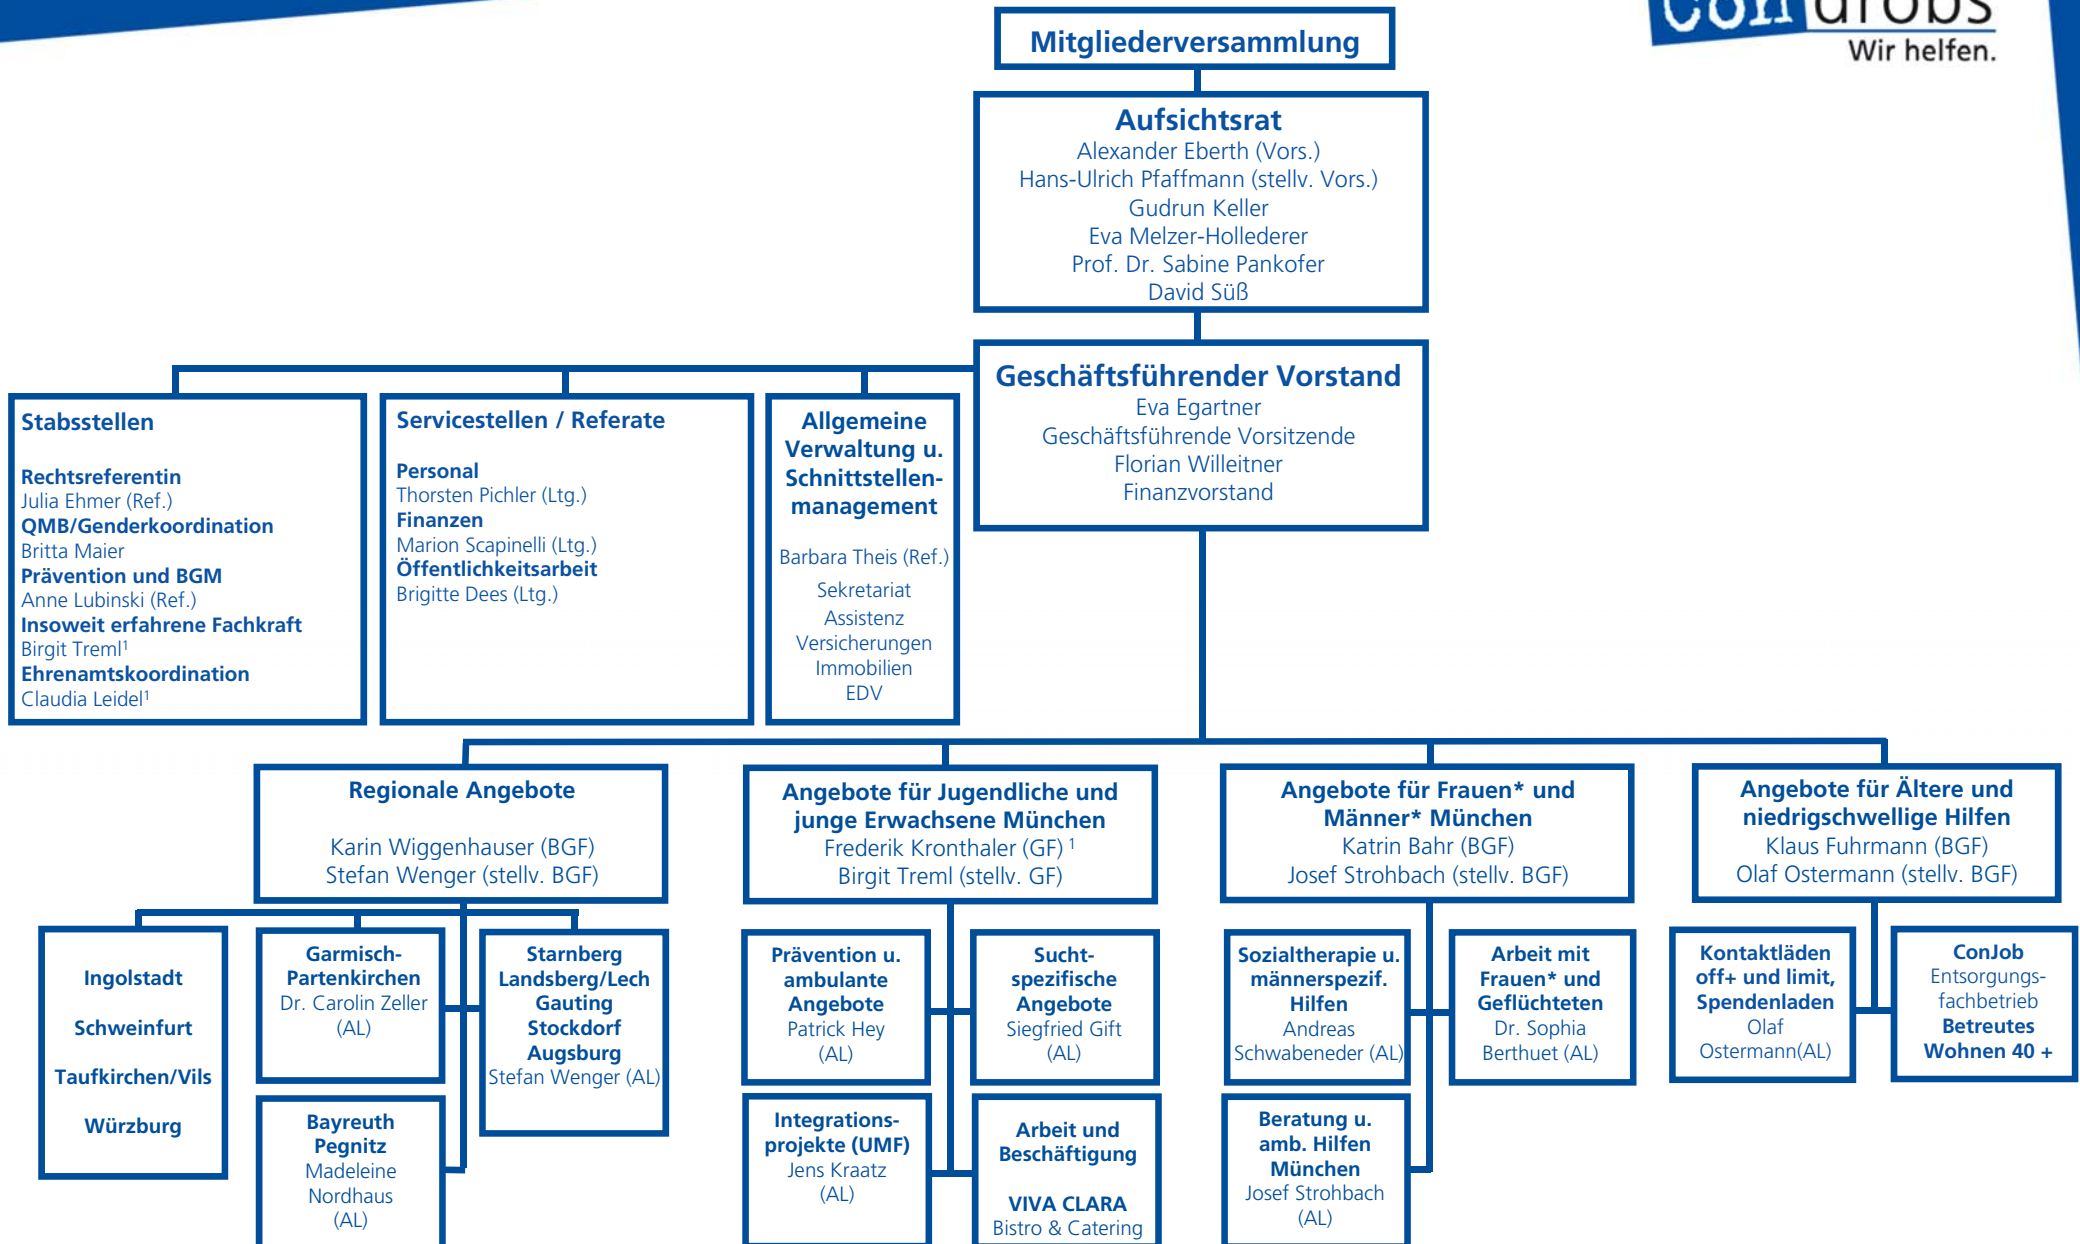 Con drobs
Wir helfen.
Mitgliederversammlung
Aufsichtsrat
Alexander Eberth (Vors.)
Hans-Ulrich Pfaffmann (stellv. Vors.)
Gudrun Keller
Eva Melzer-Hollederer
Prof. Dr. Sabine Pankofer
David Süß
Geschäftsführender Vorstand
Eva Egartner
Geschäftsführende Vorsitzende
Florian Willeitner
Finanzvorstand
Stabsstellen
Rechtsreferentin
Julia Ehmer (Ref.)
QMB/Genderkoordination
Britta Maier
Prävention und BGM
Anne Lubinski (Ref.)
Insoweit erfahrene Fachkraft
Birgit Treml¹
Ehrenamtskoordination
Claudia Leidel¹
Servicestellen / Referate
Personal
Thorsten Pichler (Ltg.)
Finanzen
Marion Scapinelli (Ltg.)
Öffentlichkeitsarbeit
Brigitte Dees (Ltg.)
Allgemeine
Verwaltung u.
Schnittstellen-
management
Barbara Theis (Ref.)
Sekretariat
Assistenz
Versicherungen
Immobilien
EDV
Regionale Angebote
Karin Wiggenhauser (BGF)
Stefan Wenger (stellv. BGF)
Ingolstadt
Schweinfurt
Taufkirchen/Vils
Würzburg
Garmisch-
Partenkirchen
Dr. Carolin Zeller
(AL)
Starnberg
Landsberg/Lech
Gauting
Stockdorf
Augsburg
Stefan Wenger (AL)
Bayreuth
Pegnitz
Madeleine
Nordhaus
(AL)
Angebote für Jugendliche und
junge Erwachsene München
Frederik Kronthaler (GF) ¹
Birgit Treml (stellv. GF)
Prävention u.
ambulante
Angebote
Patrick Hey
(AL)
Sucht-
spezifische
Angebote
Siegfried Gift
(AL)
Integrations-
projekte (UMF)
Jens Kraatz
(AL)
Arbeit und
Beschäftigung
VIVA CLARA
Bistro & Catering
Angebote für Frauen* und
Männer* München
Katrin Bahr (BGF)
Josef Strohbach (stellv. BGF)
Sozialtherapie u.
männerspezif.
Hilfen
Andreas
Schwabeneder (AL)
Arbeit mit
Frauen* und
Geflüchteten
Dr. Sophia
Berthuet (AL)
Beratung u.
amb. Hilfen
München
Josef Strohbach
(AL)
Angebote für Ältere und
niedrigschwellige Hilfen
Klaus Fuhrmann (BGF)
Olaf Ostermann (stellv. BGF)
Kontaktläden
off+ und limit,
Spendenladen
Olaf
Ostermann(AL)
ConJob
Entsorgungs-
fachbetrieb
Betreutes
Wohnen 40 +